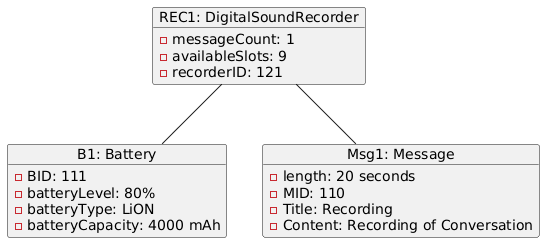 REC1: DigitalSoundRecorder
messageCount: 1
availableSlots: 9
recorderID: 121
B1: Battery
BID: 111
batteryLevel: 80%
batteryType: LiON
batteryCapacity: 4000 mAh
Msg1: Message
length: 20 seconds
MID: 110
Title: Recording
Content: Recording of Conversation